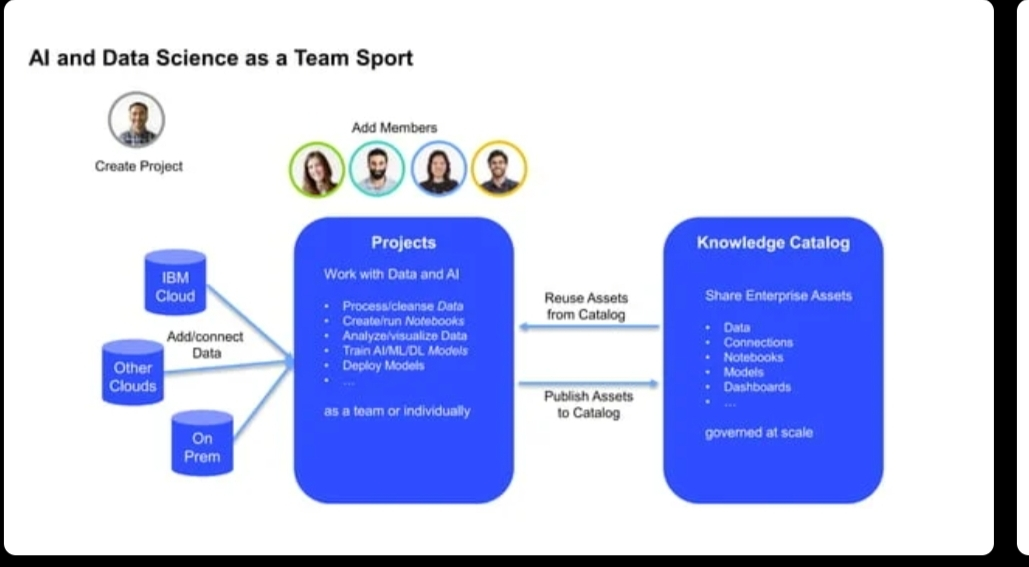 AI and Data Science as a Team Sport
Create Project
Add Members
IBM
Cloud
Other
Clouds
On
Prem
Add/connect
Data
Projects
Work with Data and AI
• Process/cleanse Data
• Create/run Notebooks
• Analyze/visualize Data
• Train AI/ML/DL Models
• Deploy Models
• ...
as a team or individually
Reuse Assets
from Catalog
Publish Assets
to Catalog
Knowledge Catalog
Share Enterprise Assets
• Data
• Connections
• Notebooks
• Models
• Dashboards
• ...
governed at scale